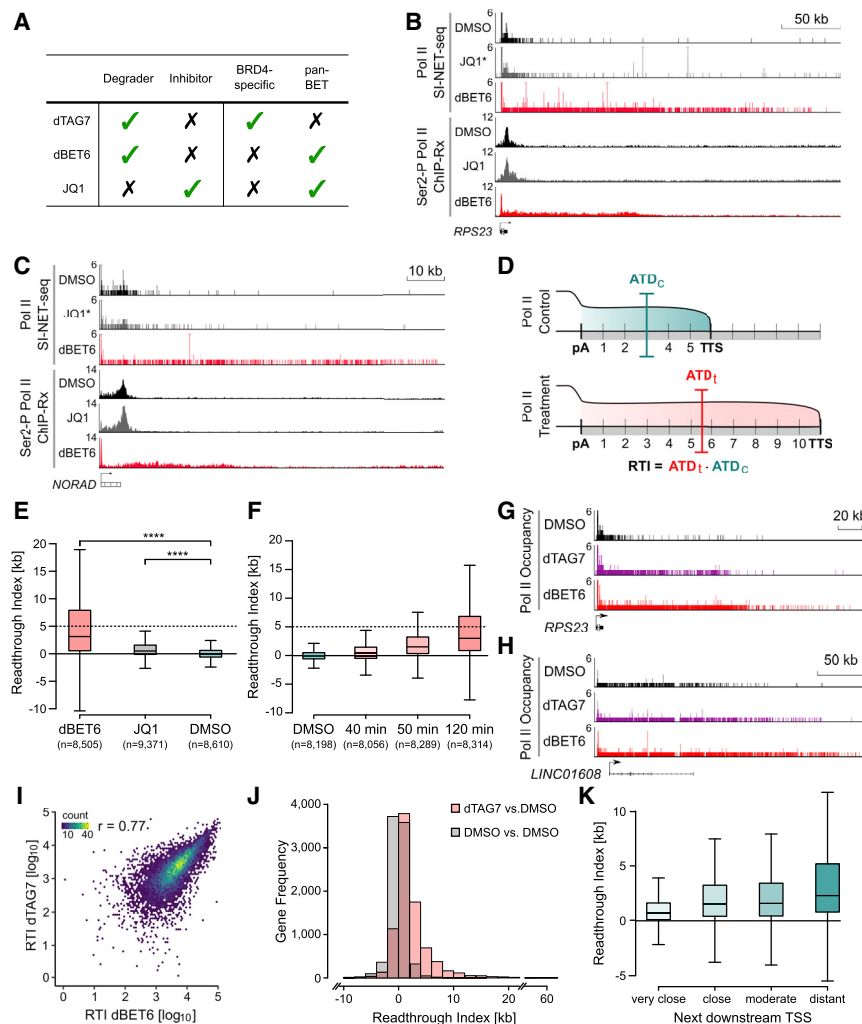 A
Degrader Inhibitor BRD4-specific pan-BET
dTAG7 ✓ ✗ ✓ ✗
dBET6 ✓ ✗ ✗ ✓
JQ1 ✗ ✓ ✗ ✓
B
50 kb
Pol II SI-NET-seq
6 DMSO
6 JQ1*
6 dBET6
Ser2-P Pol II ChIP-Rx
12 DMSO
12 JQ1
12 dBET6
RPS23
C
10 kb
Pol II SI-NET-seq
6 DMSO
6 .IQ1*
6 dBET6
Ser2-P Pol II ChIP-Rx
14 DMSO
14 JQ1
14 dBET6
NORAD
D
ATDc
Pol II Control
pA 1 2 3 4 5 TTS
ATDt
Pol II Treatment
pA 1 2 3 4 5 6 7 8 9 10 TTS
RTI = ATDt - ATDc
E
Readthrough Index [kb]
20
15
10
5
0
-5
-10
**** ****
dBET6 JQ1 DMSO
(n=8,505) (n=9,371) (n=8,610)
F
Readthrough Index [kb]
20
15
10
5
0
-5
-10
DMSO 40 min 50 min 120 min
(n=8,198) (n=8,056) (n=8,289) (n=8,314)
G
20 kb
Pol II Occupancy
6 DMSO
6 dTAG7
6 dBET6
RPS23
H
50 kb
Pol II Occupancy
6 DMSO
6 dTAG7
6 dBET6
LINC01608
I
count
10 40
r = 0.77
RTI dTAG7 [log10]
5
4
3
2
1
0
0 1 2 3 4 5
RTI dBET6 [log10]
J
dTAG7 vs.DMSO
DMSO vs. DMSO
Gene Frequency
4,000
3,000
2,000
1,000
0
-10 0 10 20 60
Readthrough Index [kb]
K
Readthrough Index [kb]
10
5
0
-5
very close close moderate distant
Next downstream TSS